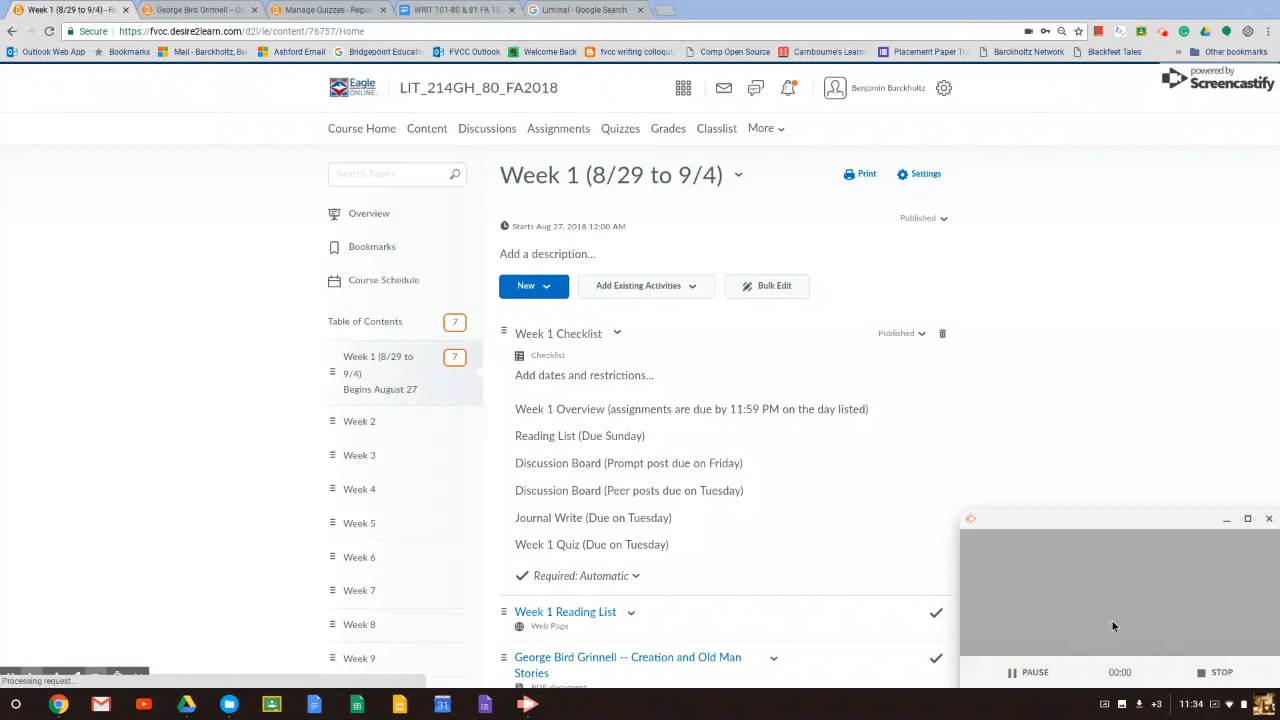 Week 1 (8/29 to 9/4) - R
George Bird Grinnell -- C
Manage Quizzes - Regio
WRIT 101-80 & 81 FA 18
Liminal - Google Search
Secure
https://fvcc.desire2learn.com/d2l/le/content/76757/Home
Outlook Web App
Bookmarks
Mail - Barckholtz, Be
Ashford Email
Bridgepoint Educati
FVCC Outlook
Welcome Back
fvcc writing colloqui
Comp Open Source
Cambourne's Learn
Placement Paper Tr
Barckholtz Network
Blackfeet Tales
»
Other bookmarks
Eagle
ONLINE
LIT_214GH_80_FA2018
Benjamin Barckholtz
powered by
Screencastify
Course Home
Content
Discussions
Assignments
Quizzes
Grades
Classlist
More
Search Topics
Week 1 (8/29 to 9/4)
Print
Settings
Overview
Published
Starts Aug 27, 2018 12:00 AM
Bookmarks
Add a description...
Course Schedule
New
Add Existing Activities
Bulk Edit
Table of Contents
7
Week 1 Checklist
Published
Week 1 (8/29 to
7
9/4)
Begins August 27
Checklist
Add dates and restrictions...
Week 1 Overview (assignments are due by 11:59 PM on the day listed)
Week 2
Reading List (Due Sunday)
Week 3
Discussion Board (Prompt post due on Friday)
Week 4
Discussion Board (Peer posts due on Tuesday)
Week 5
Journal Write (Due on Tuesday)
Week 6
Week 1 Quiz (Due on Tuesday)
Required: Automatic
Week 7
Week 1 Reading List
Week 8
Web Page
Week 9
George Bird Grinnell -- Creation and Old Man
Stories
PDF document
PAUSE
00:00
STOP
Processing request...
31
+3
11:34